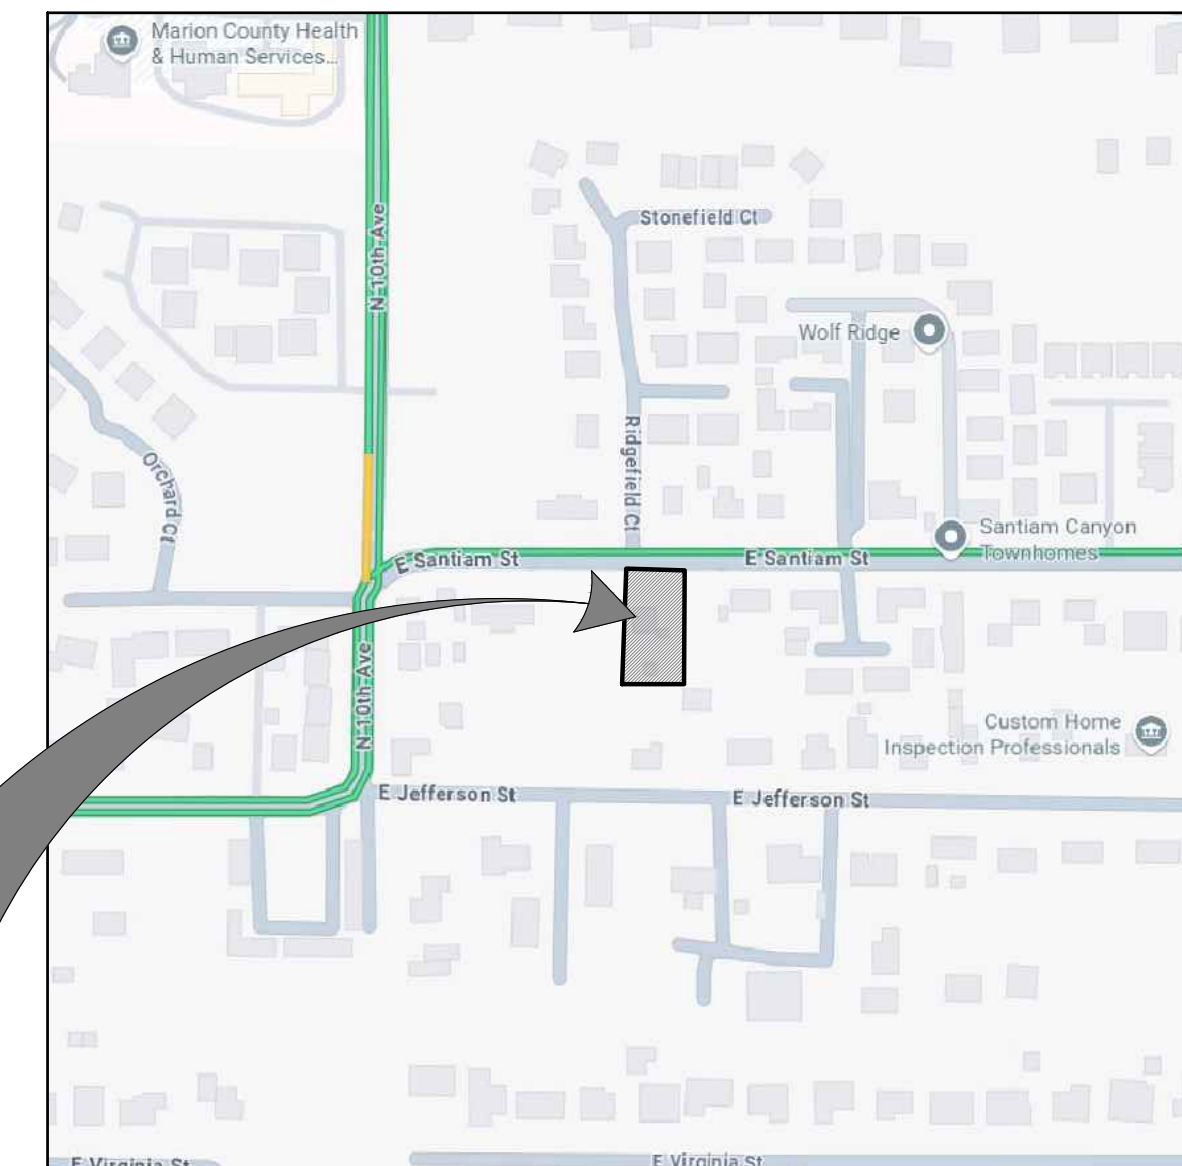 Marion County Health
& Human Services...
N 10th Ave
Stonefield Ct
Wolf Ridge
Ridgefield Ct
Orchard Ct
Santiam Canyon
Townhomes
E Santiam St
E Santiam St
N 10th Ave
Custom Home
Inspection Professionals
E Jefferson St
E Jefferson St
E Virginia St
E Virginia St